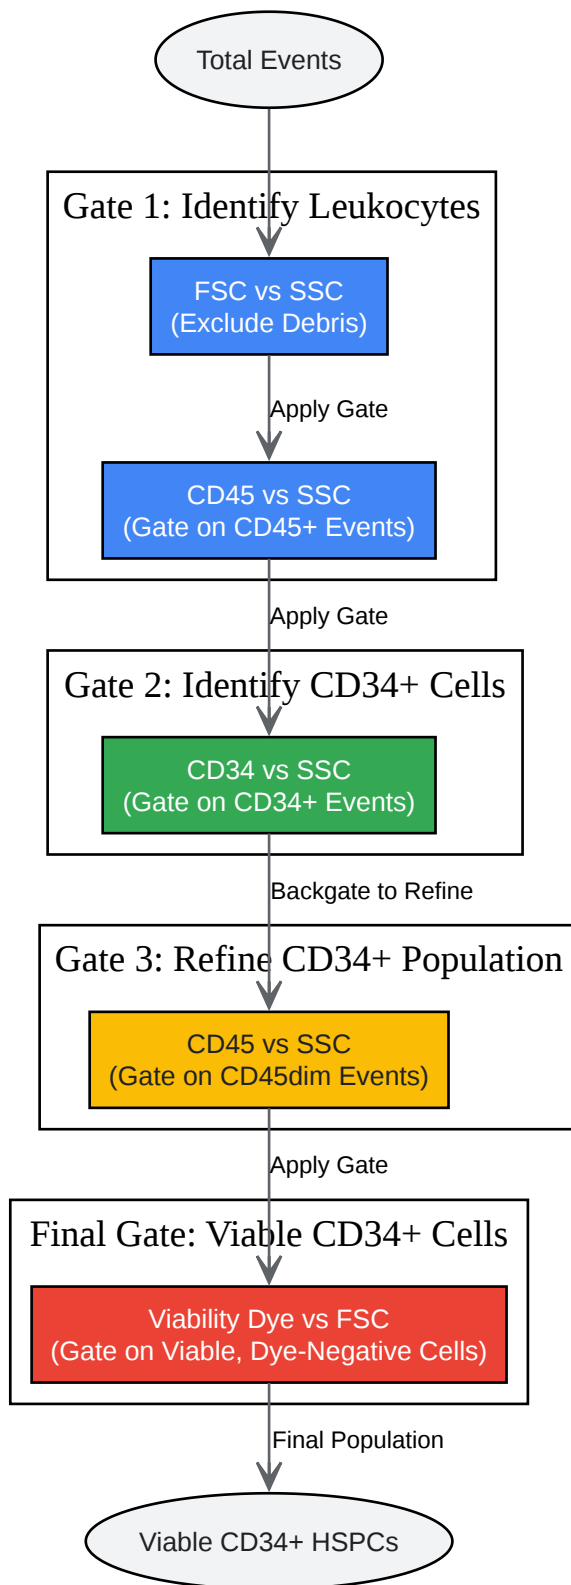 Total Events
Gate 1: Identify Leukocytes
FSC vs SSC
(Exclude Debris)
Apply Gate
CD45 vs SSC
(Gate on CD45+ Events)
Apply Gate
Gate 2: Identify CD34+ Cells
CD34 vs SSC
(Gate on CD34+ Events)
Backgate to Refine
Gate 3: Refine CD34+ Population
CD45 vs SSC
(Gate on CD45dim Events)
Apply Gate
Final Gate: Viable CD34+ Cells
Viability Dye vs FSC
(Gate on Viable, Dye-Negative Cells)
Final Population
Viable CD34+ HSPCs